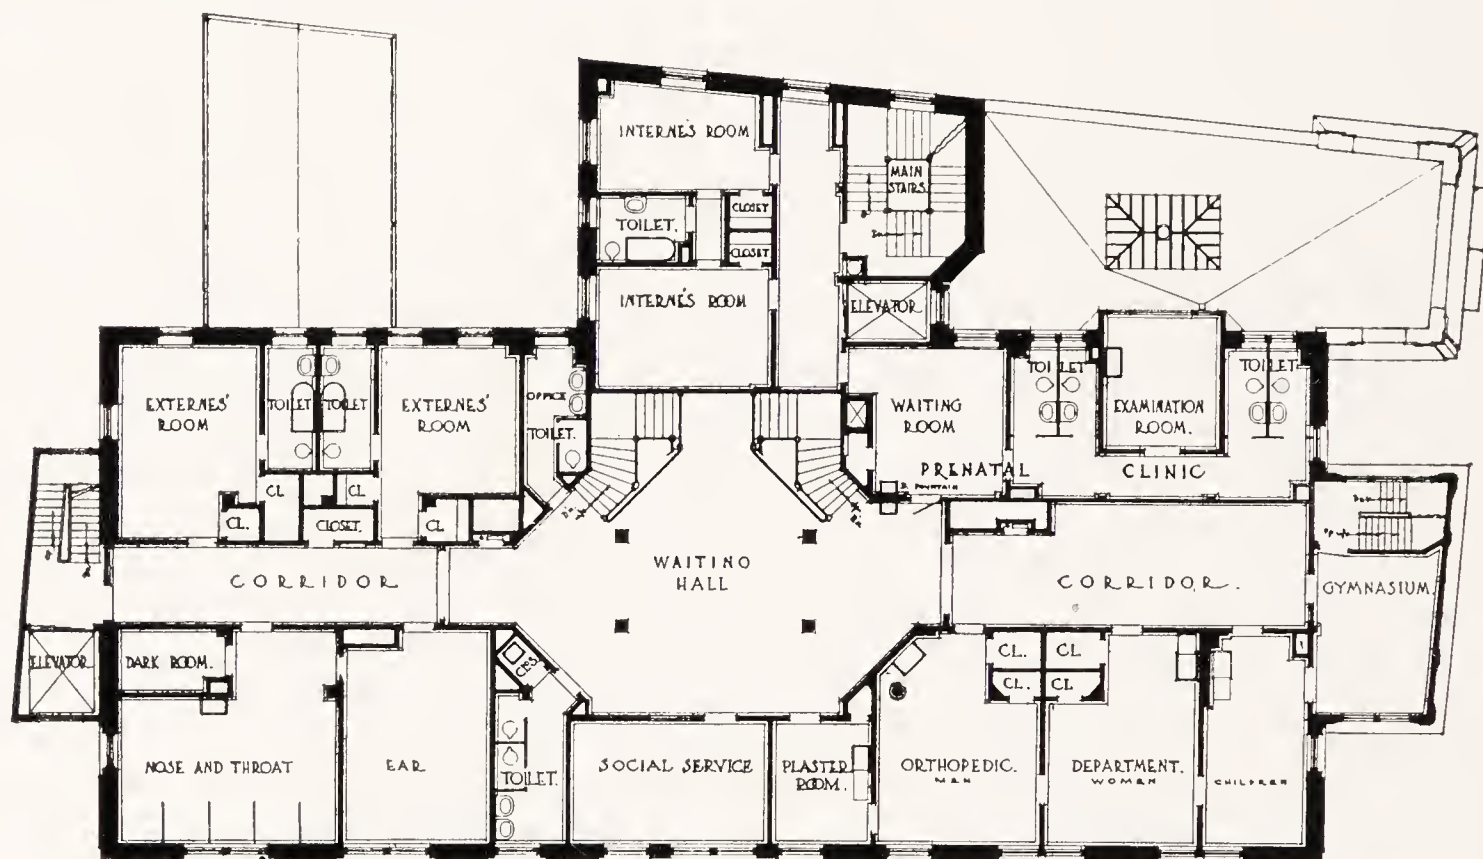 INTERNE'S ROOM
MAIN
STAIRS.
CLOSET
TOILET.
CLOSET
INTERNE'S ROOM
ELEVATOR
EXTERNES'
ROOM
TOILET
TOILET
EXTERNES'
ROOM
OFFICE
TOILET.
WAITING
ROOM
TOILET
EXAMINATION
ROOM.
TOILET
PRENATAL CLINIC
D. FOUNTAIN
CL
CL
CL.
CLOSET.
CL
CORRIDOR
WAITING
HALL
CORRIDOR.
GYMNASIUM.
ELEVATOR
DARK ROOM.
CLOS
CL.
CL
CL.
CL
NOSE AND THROAT
EAR
TOILET.
SOCIAL SERVICE
PLASTER
ROOM.
ORTHOPEDIC.
MEN
DEPARTMENT.
WOMEN
CHILDREN